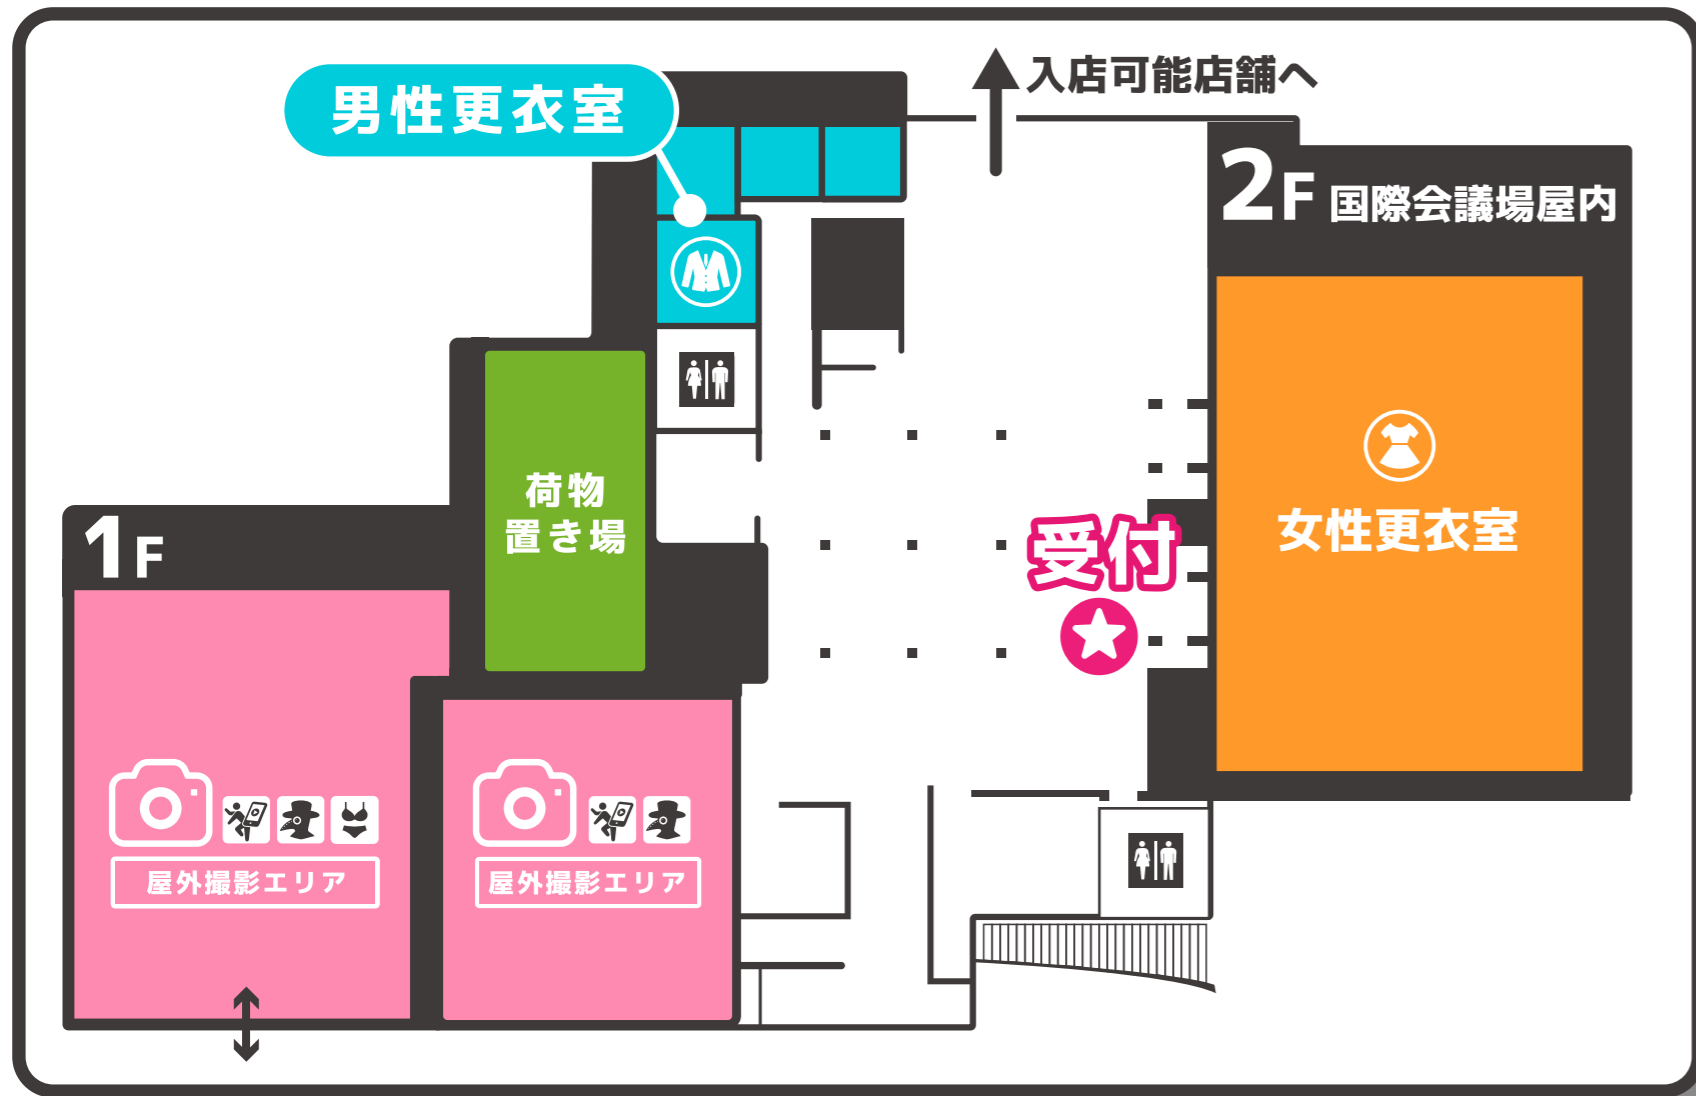 入店可能店舗へ
男性更衣室
2F 国際会議場屋内
荷物
置き場
女性更衣室
受付
1F
屋外撮影エリア
屋外撮影エリア